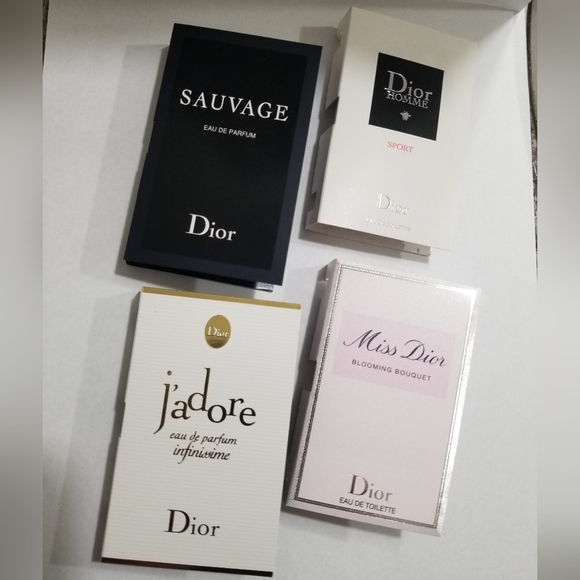 SAUVAGE
EAU DE PARFUM
Dior
Dior
HOMME
SPORT
Dior
Dior
j'adore
eau de parfum
infinissime
Dior
Miss Dior
BLOOMING BOUQUET
Dior
EAU DE TOILETTE